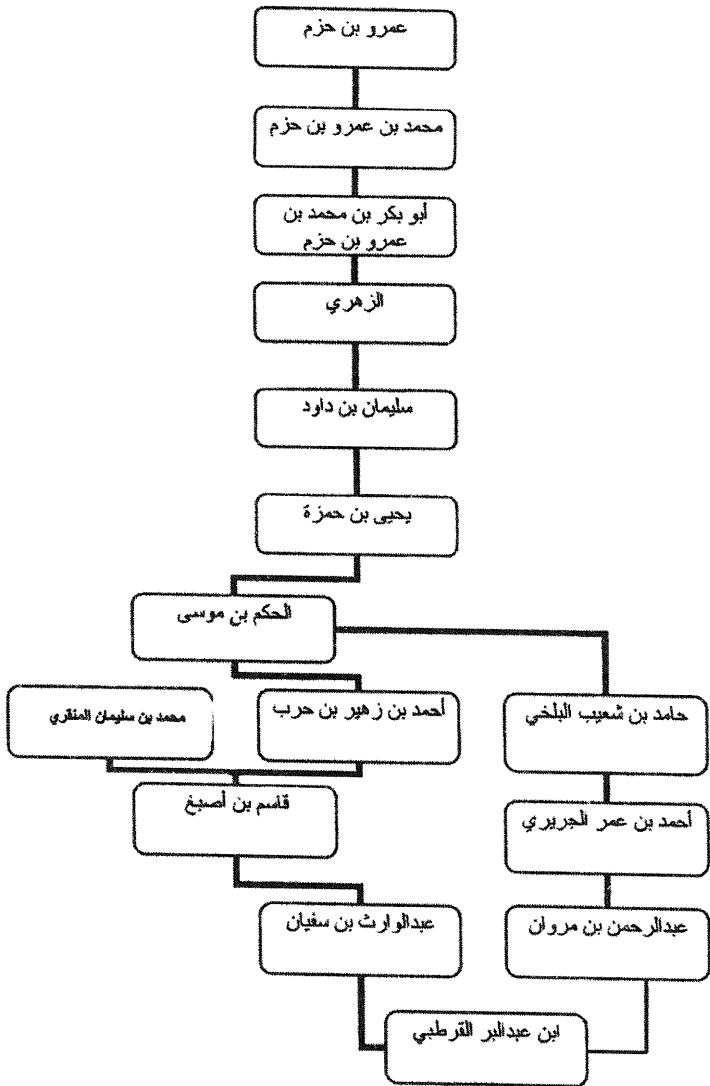 عمرو بن حزم
محمد بن عمرو بن حزم
أبو بكر بن محمد بن
عمرو بن حزم
الزهري
سليمان بن داود
يحيى بن حمزة
الحكم بن موسى
حامد بن شعيب البلخي
أحمد بن زهير بن حرب
محمد بن سليمان المنقري
أحمد بن عمر الجريري
قاسم بن أصبغ
عبدالرحمن بن مروان
عبدالوارث بن سفيان
ابن عبدالبر القرطبي